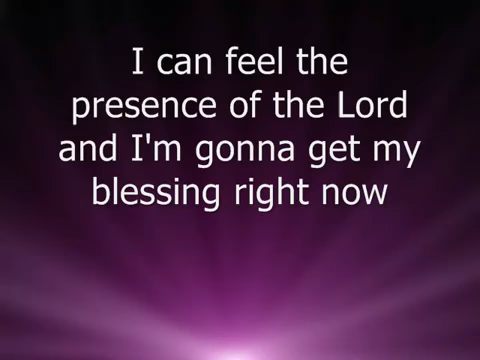 I can feel the
presence of the Lord
and I'm gonna get my
blessing right now